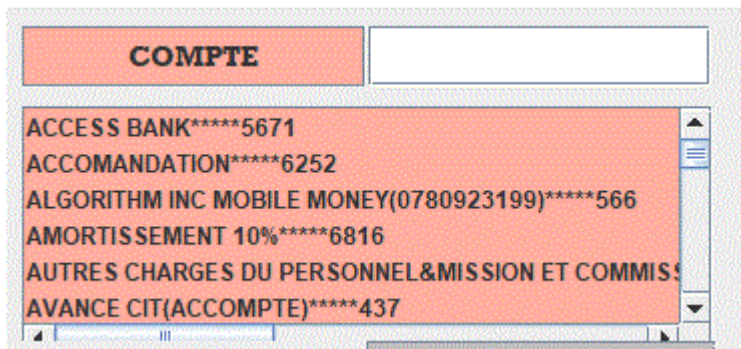 COMPTE
ACCESS BANK*****5671
ACCOMANDATION*****6252
ALGORITHM INC MOBILE MONEY(0780923199)*****566
AMORTISSEMENT 10%*****6816
AUTRES CHARGES DU PERSONNEL&MISSION ET COMMISS
AVANCE CIT(ACCOMPTE)*****437